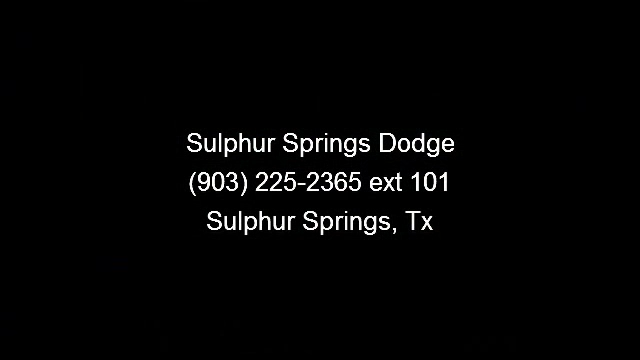 Sulphur Springs Dodge
(903) 225-2365 ext 101
Sulphur Springs, Tx